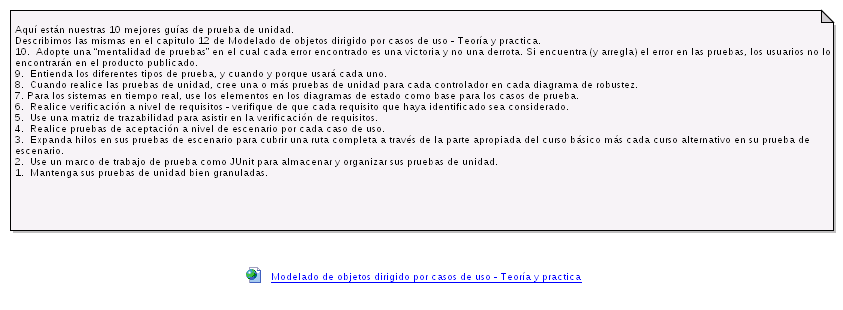 Aquí están nuestras 10 mejores guías de prueba de unidad.
Describimos las mismas en el capitulo 12 de Modelado de objetos dirigido por casos de uso - Teoría y practica.
10.  Adopte una "mentalidad de pruebas" en el cual cada error encontrado es una victoria y no una derrota. Si encuentra (y arregla) el error en las pruebas, los usuarios no lo
encontrarán en el producto publicado.
9.  Entienda los diferentes tipos de prueba, y cuando y porque usará cada uno.
8.  Cuando realice las pruebas de unidad, cree una o más pruebas de unidad para cada controlador en cada diagrama de robustez.
7. Para los sistemas en tiempo real, use los elementos en los diagramas de estado como base para los casos de prueba.
6.  Realice verificación a nivel de requisitos - verifique de que cada requisito que haya identificado sea considerado.
5.  Use una matriz de trazabilidad para asistir en la verificación de requisitos.
4.  Realice pruebas de aceptación a nivel de escenario por cada caso de uso.
3.  Expanda hilos en sus pruebas de escenario para cubrir una ruta completa a través de la parte apropiada del curso básico más cada curso alternativo en su prueba de
escenario.
2.  Use un marco de trabajo de prueba como JUnit para almacenar y organizar sus pruebas de unidad.
1.  Mantenga sus pruebas de unidad bien granuladas.
Modelado de objetos dirigido por casos de uso - Teoría y practica